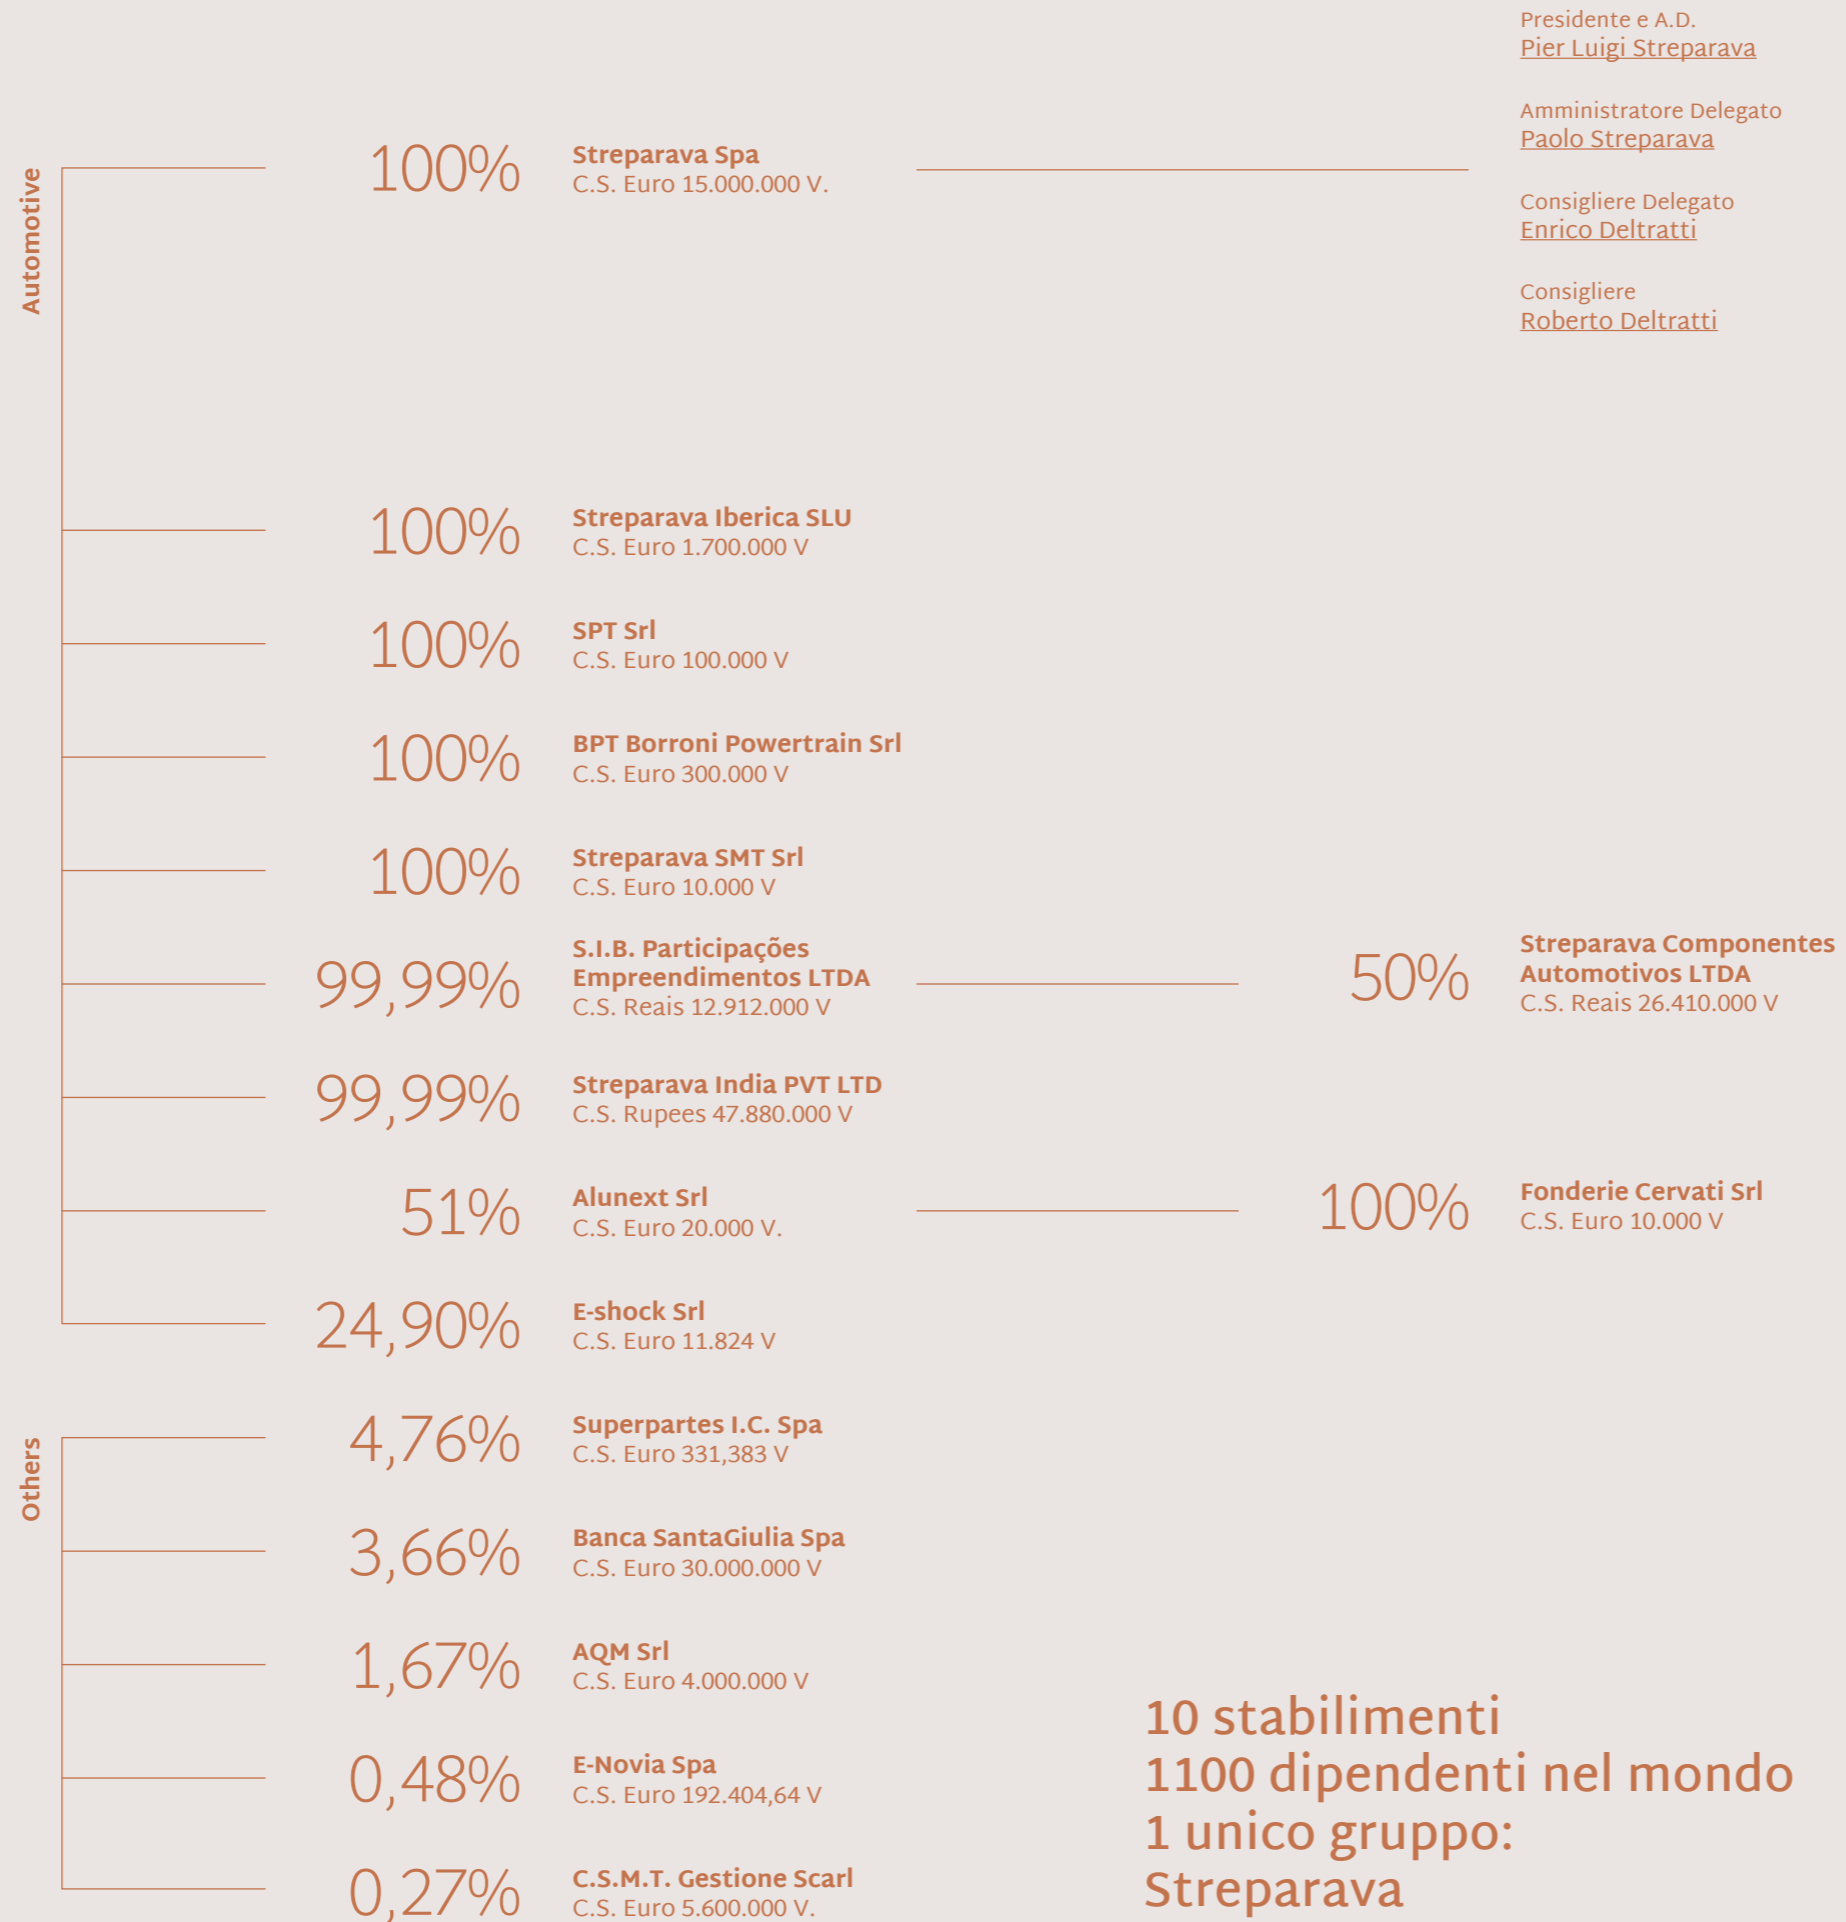 Presidente e A.D.
Pier Luigi Streparava
Amministratore Delegato
Paolo Streparava
Consigliere Delegato
Enrico Deltratti
Consigliere
Roberto Deltratti
Automotive
100%
Streparava Spa
C.S. Euro 15.000.000 V.
100%
Streparava Iberica SLU
C.S. Euro 1.700.000 V
100%
SPT Srl
C.S. Euro 100.000 V
100%
BPT Borroni Powertrain Srl
C.S. Euro 300.000 V
100%
Streparava SMT Srl
C.S. Euro 10.000 V
99,99%
S.I.B. Participações
Empreendimentos LTDA
C.S. Reais 12.912.000 V
50%
Streparava Componentes
Automotivos LTDA
C.S. Reais 26.410.000 V
99,99%
Streparava India PVT LTD
C.S. Rupees 47.880.000 V
51%
Alunext Srl
C.S. Euro 20.000 V.
100%
Fonderie Cervati Srl
C.S. Euro 10.000 V
24,90%
E-shock Srl
C.S. Euro 11.824 V
Others
4,76%
Superpartes I.C. Spa
C.S. Euro 331,383 V
3,66%
Banca SantaGiulia Spa
C.S. Euro 30.000.000 V
1,67%
AQM Srl
C.S. Euro 4.000.000 V
0,48%
E-Novia Spa
C.S. Euro 192.404,64 V
0,27%
C.S.M.T. Gestione Scarl
C.S. Euro 5.600.000 V.
10 stabilimenti
1100 dipendenti nel mondo
1 unico gruppo:
Streparava